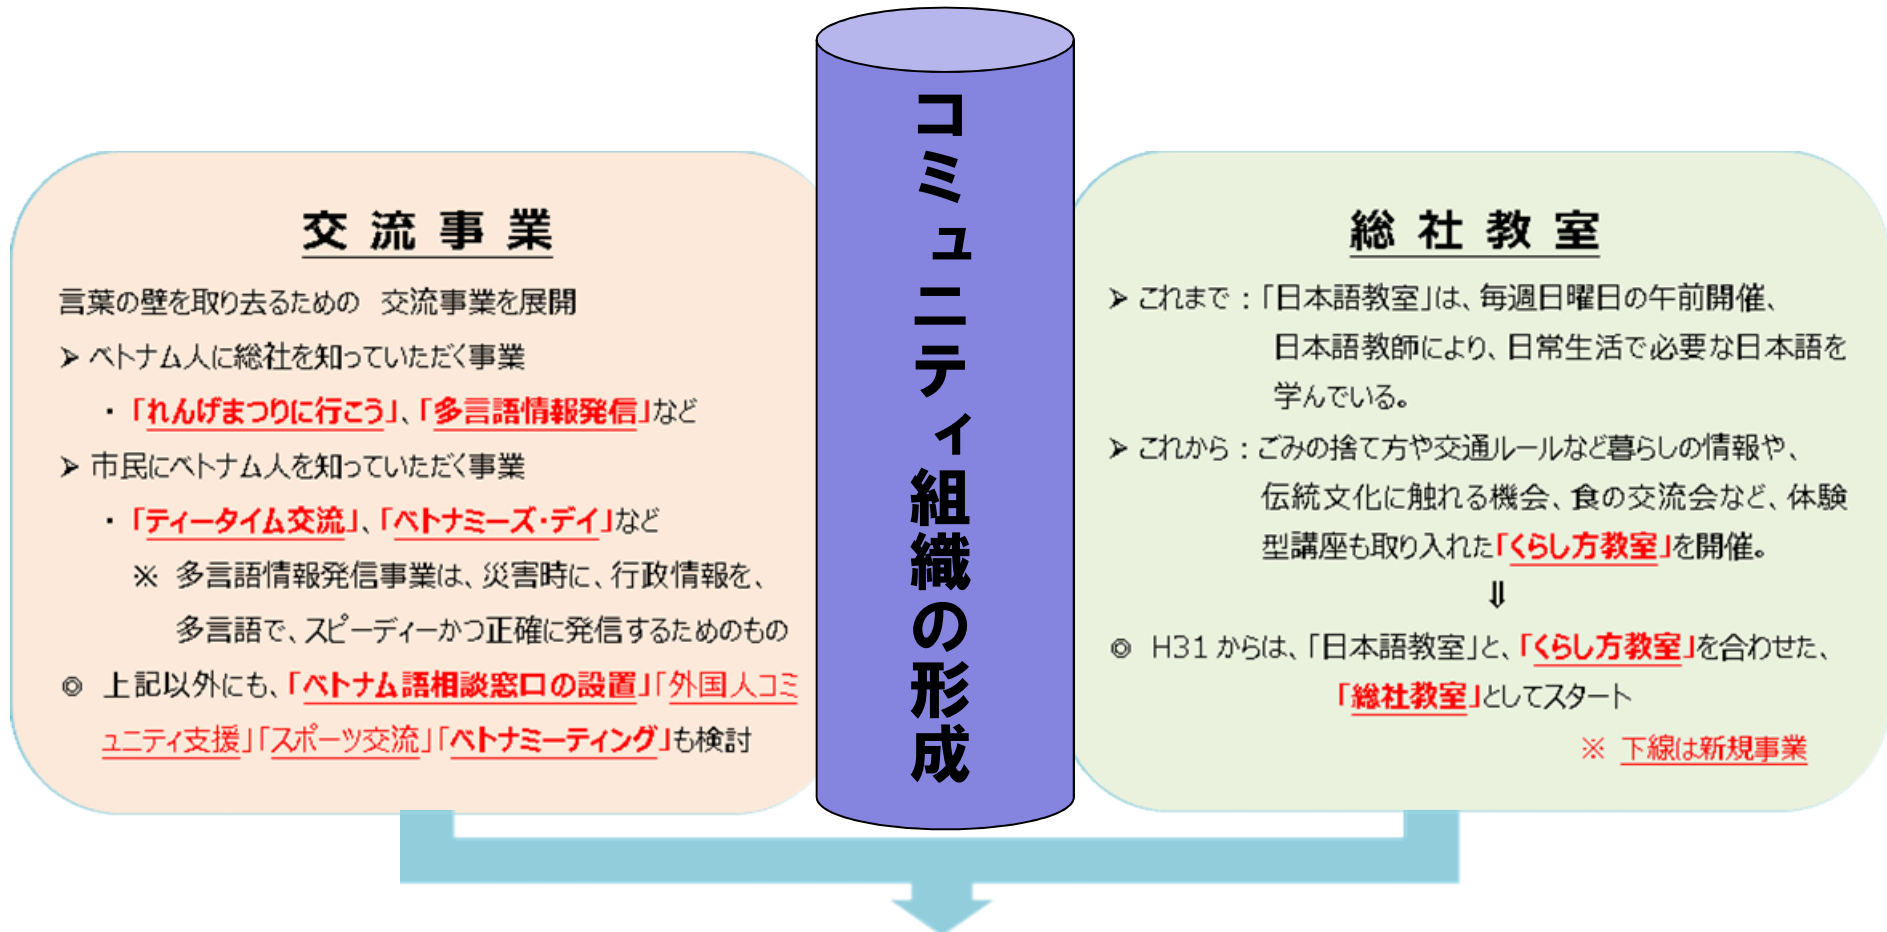 交流事業
言葉の壁を取り去るための 交流事業を展開
➢ ベトナム人に総社を知っていただく事業
・「れんげまつりに行こう」、「多言語情報発信」など
➢ 市民にベトナム人を知っていただく事業
・「ティータイム交流」、「ベトナミーズ・デイ」など
※ 多言語情報発信事業は、災害時に、行政情報を、
多言語で、スピーディーかつ正確に発信するためのもの
◎ 上記以外にも、「ベトナム語相談窓口の設置」「外国人コミ
ュニティ支援」「スポーツ交流」「ベトナミーティング」も検討
コミュニティ組織の形成
総社教室
➢ これまで：「日本語教室」は、毎週日曜日の午前開催、
日本語教師により、日常生活で必要な日本語を
学んでいる。
➢ これから：ごみの捨て方や交通ルールなど暮らしの情報や、
伝統文化に触れる機会、食の交流会など、体験
型講座も取り入れた「くらし方教室」を開催。
⇓
◎ H31からは、「日本語教室」と、「くらし方教室」を合わせた、
「総社教室」としてスタート
※ 下線は新規事業